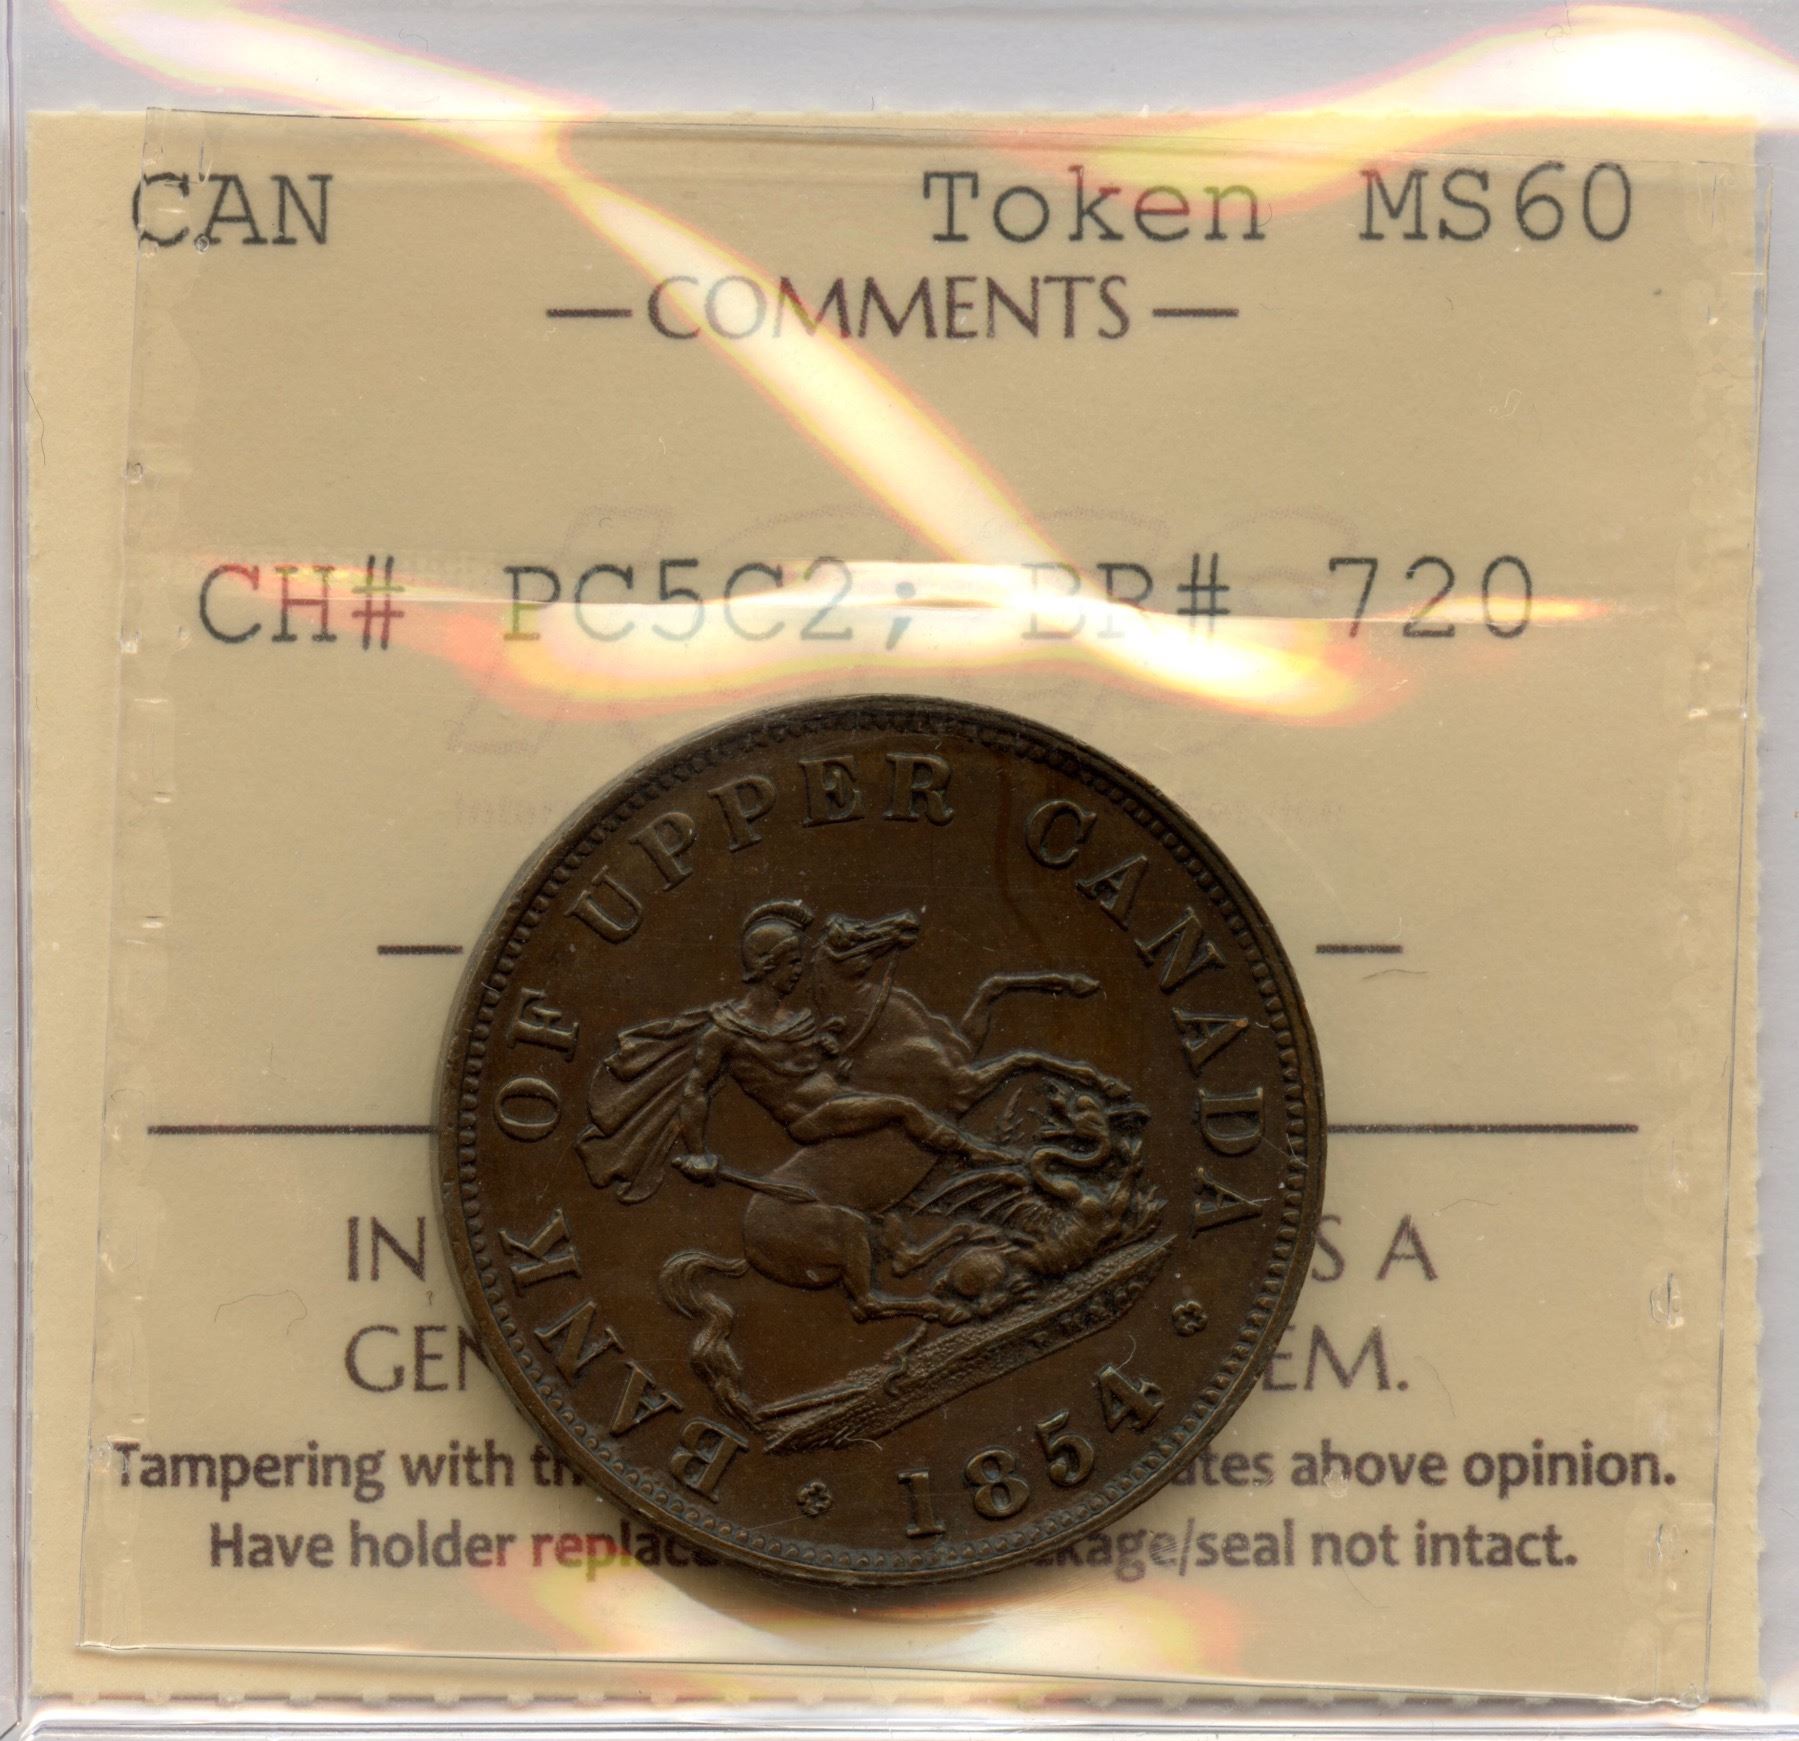 CAN Token MS60
— COMMENTS —
CH# PC5C2; BR# 720
BANK OF UPPER CANADA
1854
IN S A
GEN EM.
Tampering with th ates above opinion.
Have holder replac kage/seal not intact.